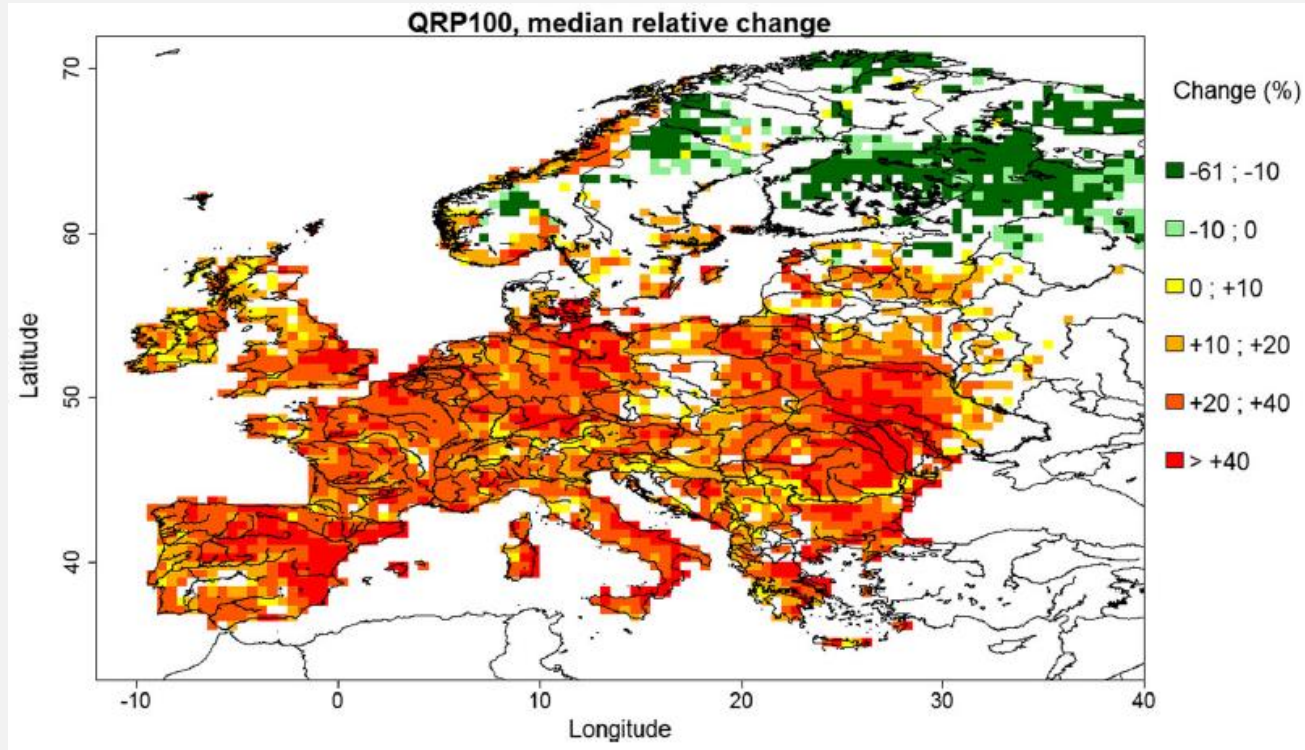 QRP100, median relative change
70
60
50
40
Latitude
-10
0
10
20
30
40
Longitude
Change (%)
-61 ; -10
-10 ; 0
0 ; +10
+10 ; +20
+20 ; +40
> +40